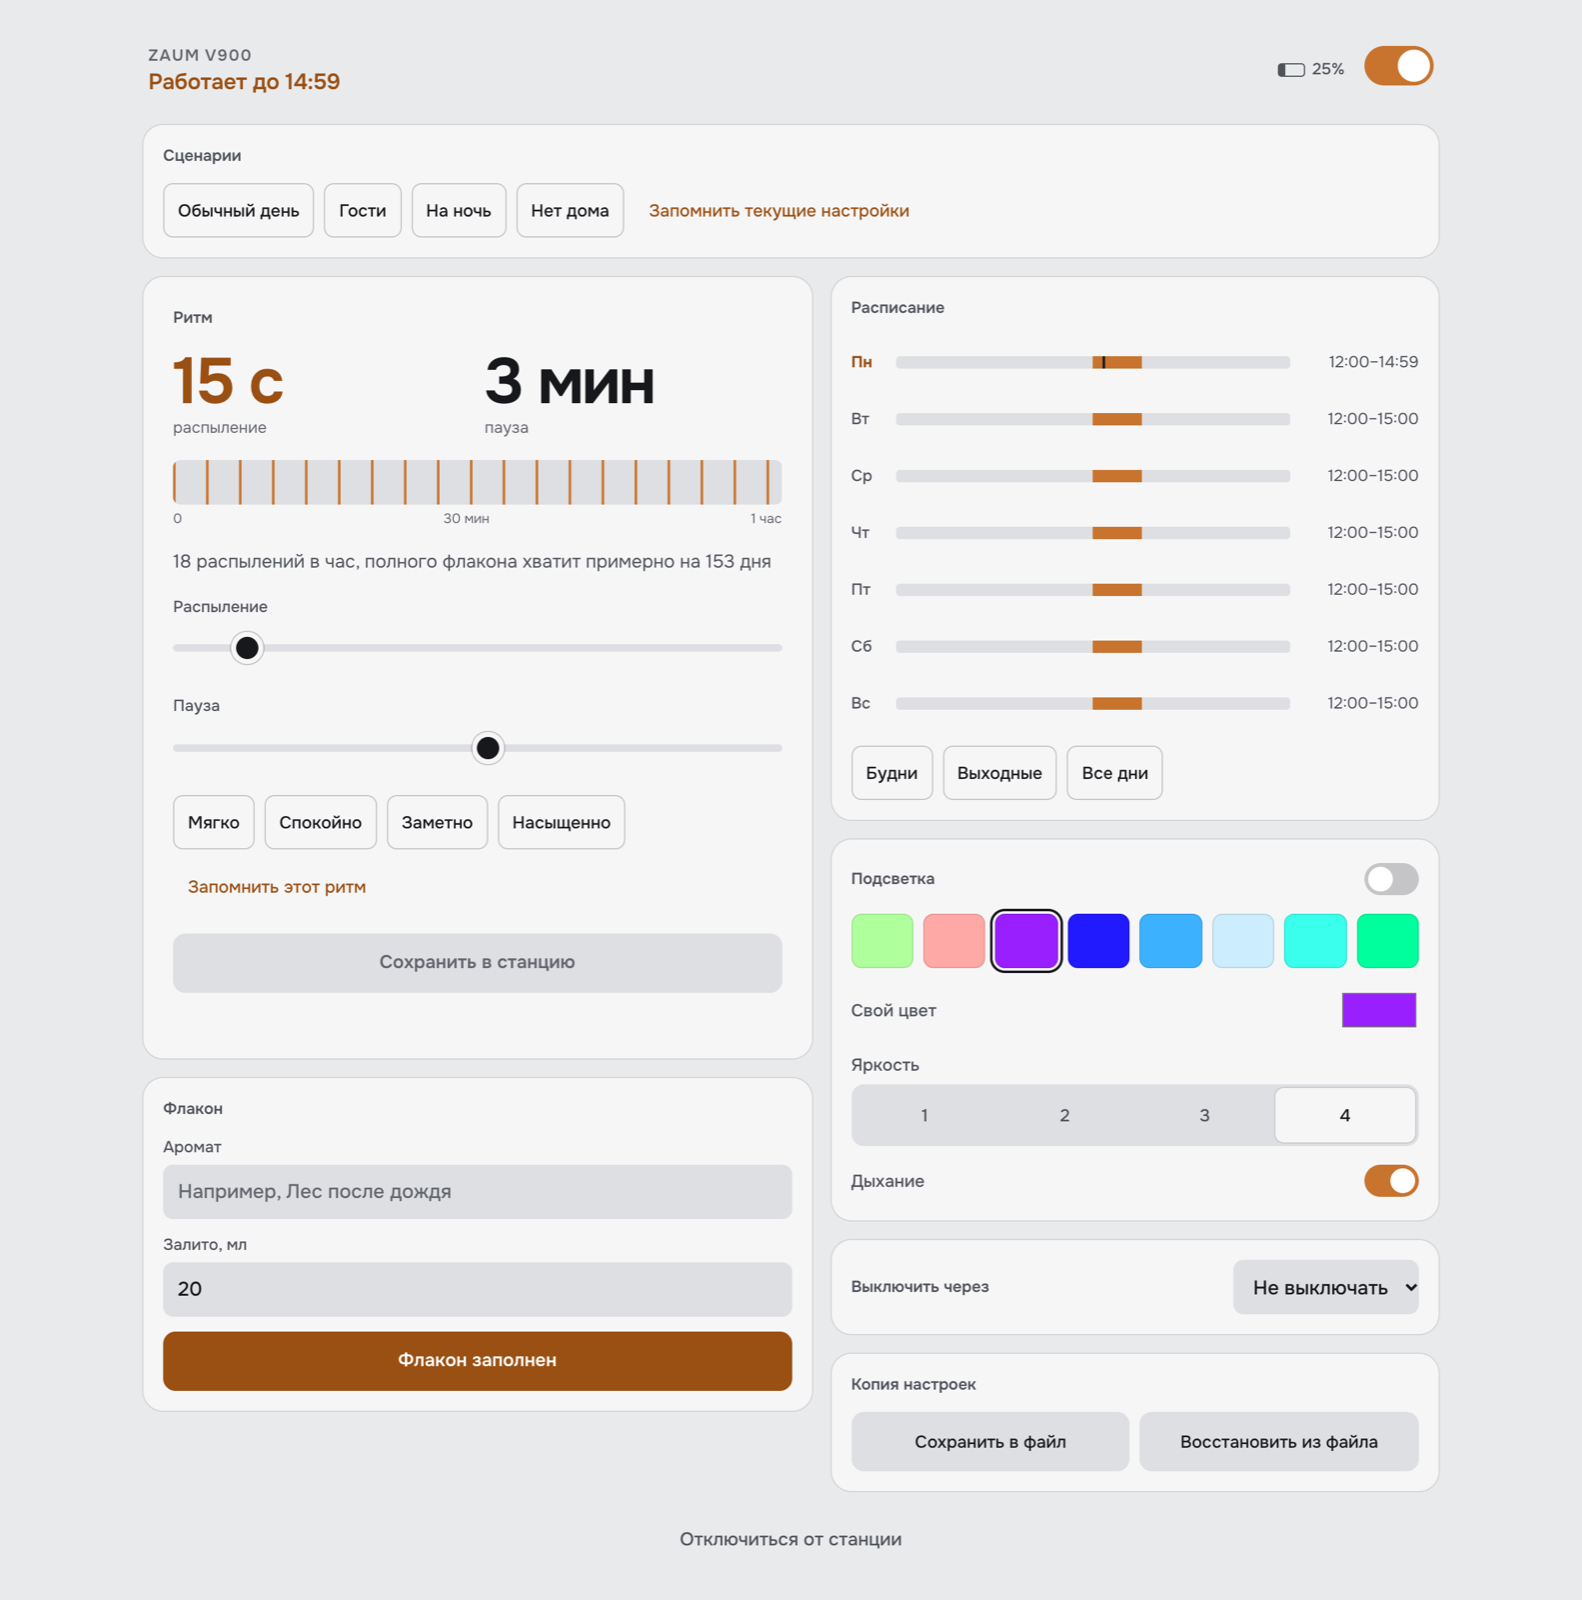 ZAUM V900
Работает до 14:59
25%
Сценарии
Обычный день
Гости
На ночь
Нет дома
Запомнить текущие настройки
Ритм
15 с
распыление
3 мин
пауза
0
30 мин
1 час
18 распылений в час, полного флакона хватит примерно на 153 дня
Распыление
Пауза
Мягко
Спокойно
Заметно
Насыщенно
Запомнить этот ритм
Сохранить в станцию
Флакон
Аромат
Например, Лес после дождя
Залито, мл
20
Флакон заполнен
Расписание
Пн 12:00–14:59
Вт 12:00–15:00
Ср 12:00–15:00
Чт 12:00–15:00
Пт 12:00–15:00
Сб 12:00–15:00
Вс 12:00–15:00
Будни
Выходные
Все дни
Подсветка
Свой цвет
Яркость
1
2
3
4
Дыхание
Выключить через
Не выключать
Копия настроек
Сохранить в файл
Восстановить из файла
Отключиться от станции